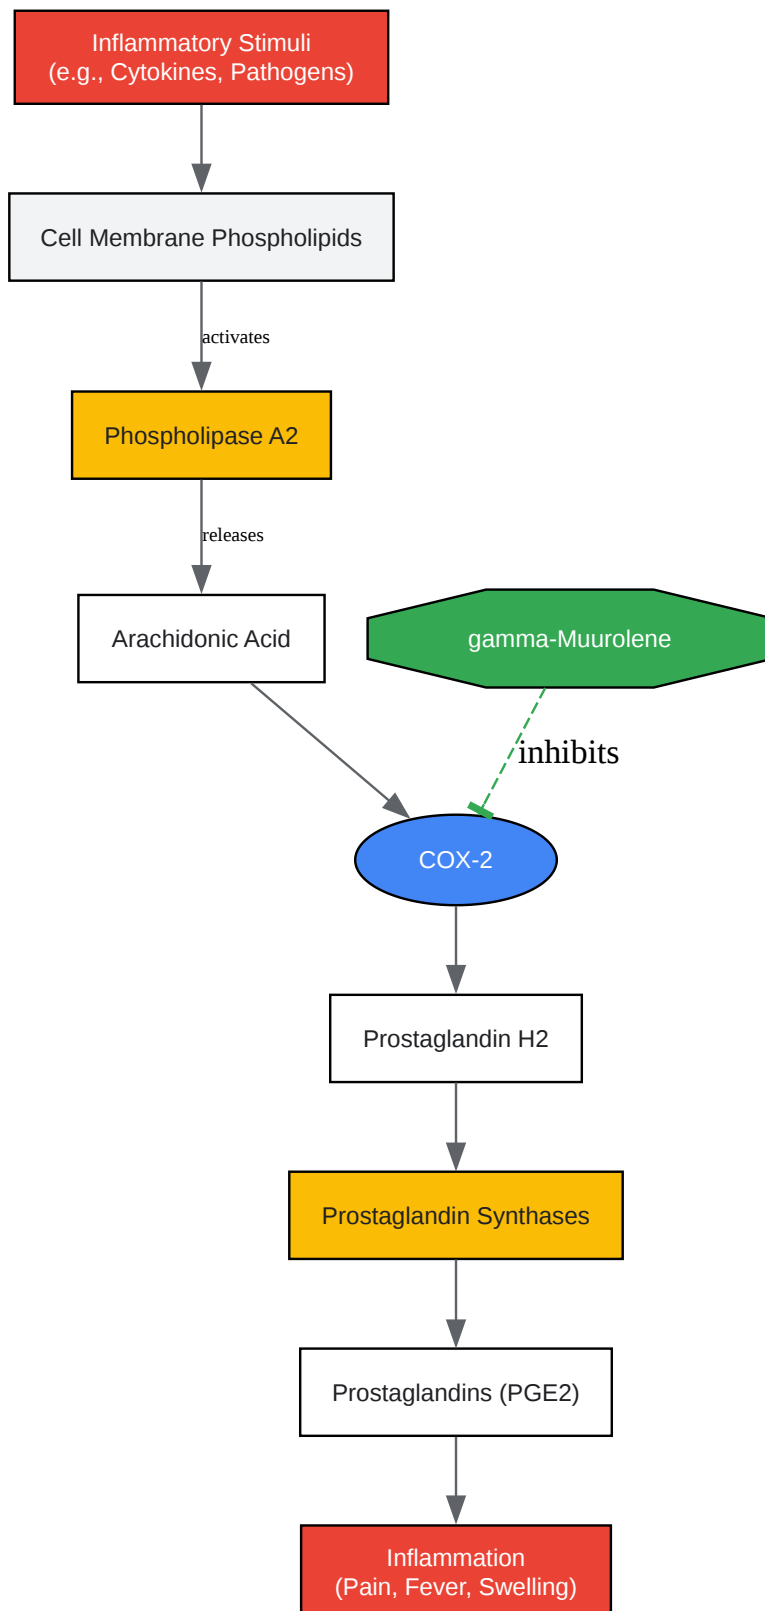 Inflammatory Stimuli
(e.g., Cytokines, Pathogens)
Cell Membrane Phospholipids
activates
Phospholipase A2
releases
Arachidonic Acid
gamma-Muurolene
inhibits
COX-2
Prostaglandin H2
Prostaglandin Synthases
Prostaglandins (PGE2)
Inflammation
(Pain, Fever, Swelling)